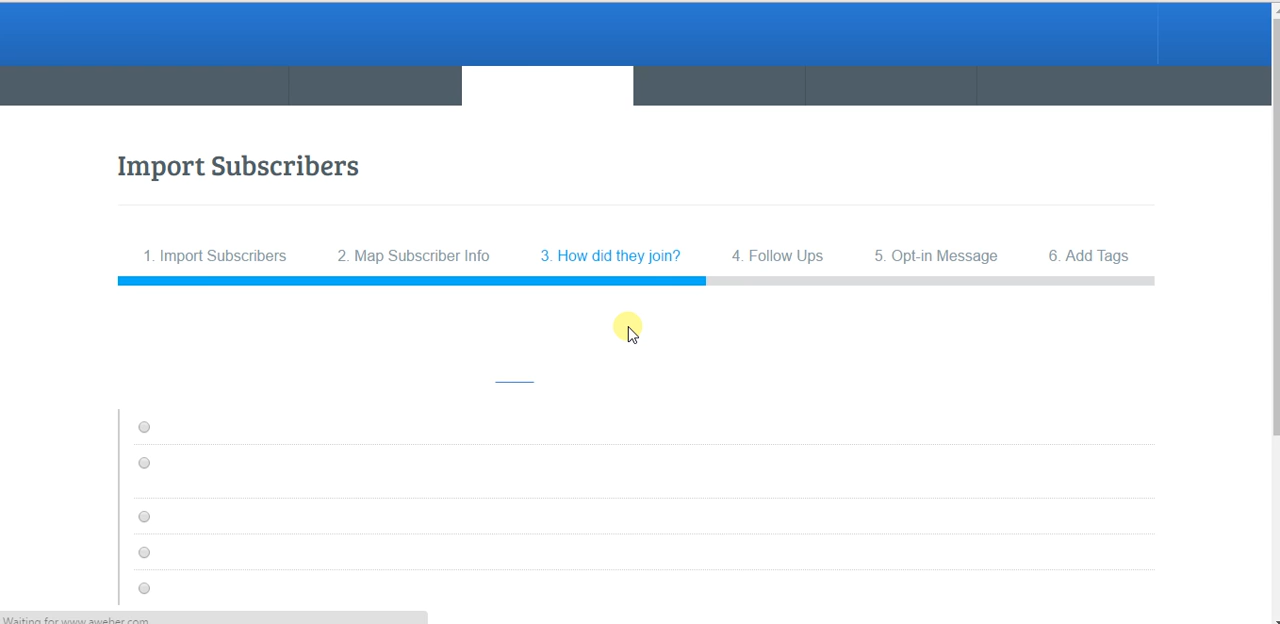 Import Subscribers
1. Import Subscribers 2. Map Subscriber Info 3. How did they join? 4. Follow Ups 5. Opt-in Message 6. Add Tags
Waiting for www.aweber.com